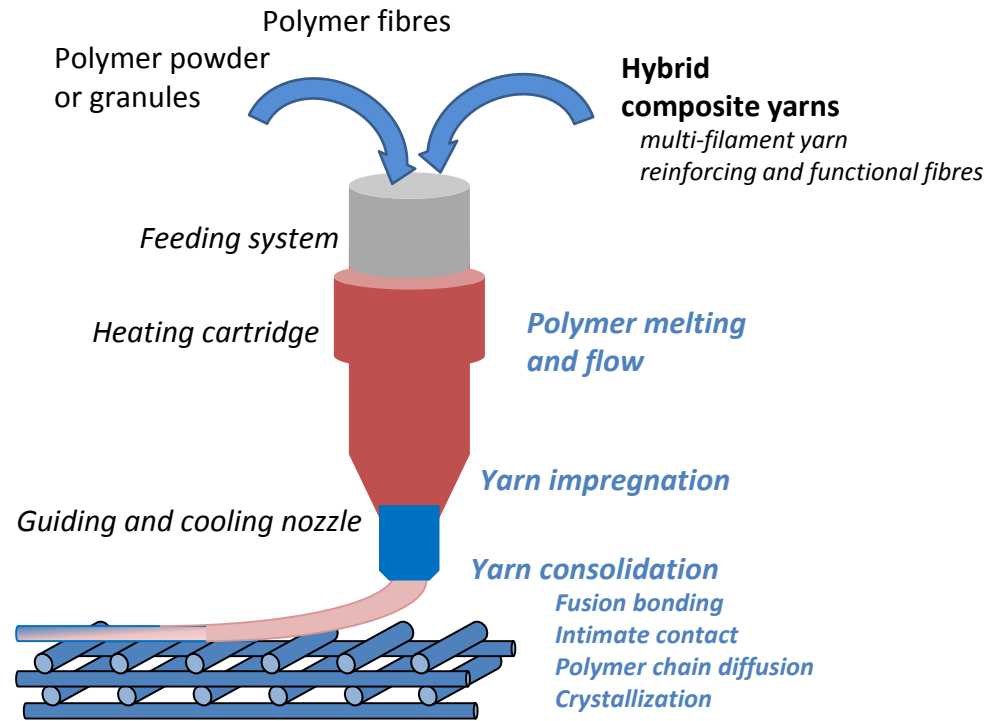 Polymer fibres
Polymer powder
or granules
Hybrid
composite yarns
multi-filament yarn
reinforcing and functional fibres
Feeding system
Heating cartridge
Polymer melting
and flow
Yarn impregnation
Guiding and cooling nozzle
Yarn consolidation
Fusion bonding
Intimate contact
Polymer chain diffusion
Crystallization